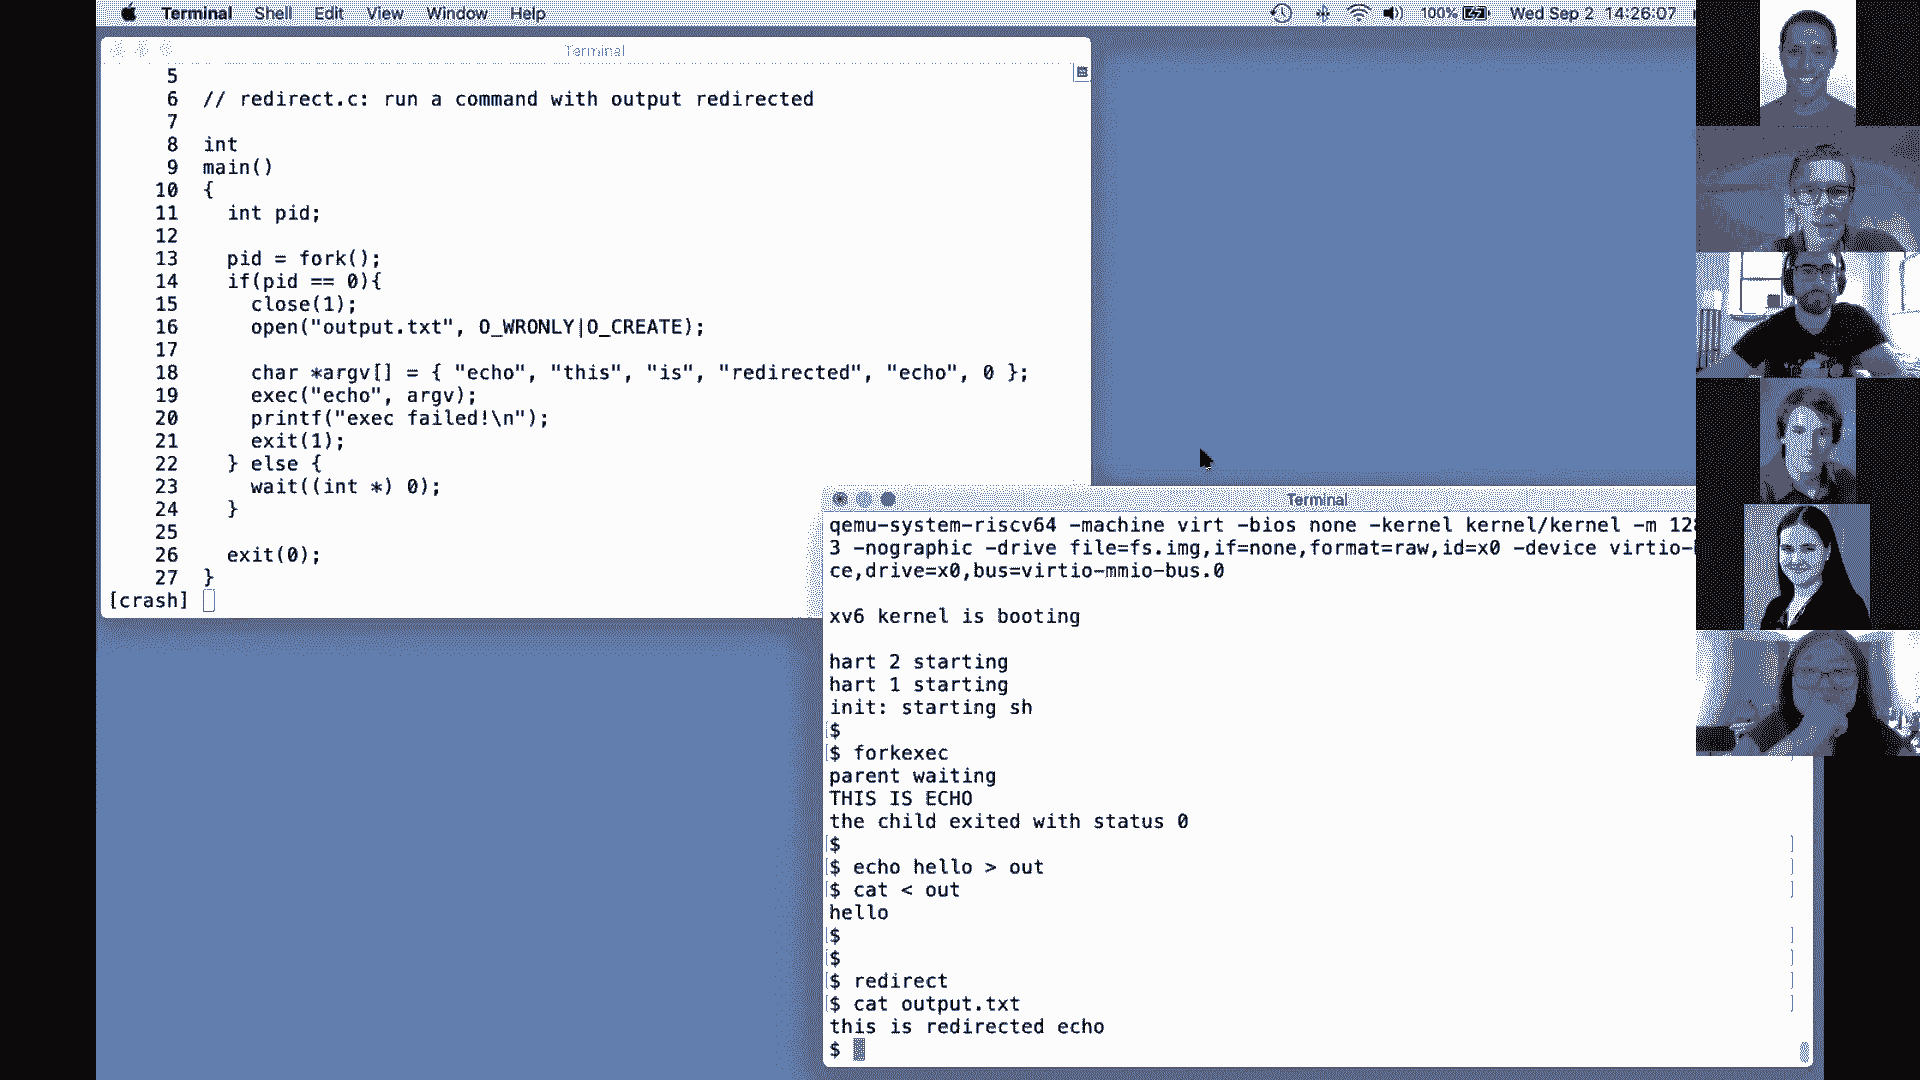 Terminal Shell Edit View Window Help 100% Wed Sep 2 14:26:07
Terminal
5
6 // redirect.c: run a command with output redirected
7
8 int
9 main()
10 {
11 int pid;
12
13 pid = fork();
14 if(pid == 0){
15 close(1);
16 open("output.txt", O_WRONLY|O_CREATE);
17
18 char *argv[] = { "echo", "this", "is", "redirected", "echo", 0 };
19 exec("echo", argv);
20 printf("exec failed!\n");
21 exit(1);
22 } else {
23 wait((int *) 0);
24 }
25
26 exit(0);
27 }
[crash]
Terminal
qemu-system-riscv64 -machine virt -bios none -kernel kernel/kernel -m 12
3 -nographic -drive file=fs.img,if=none,format=raw,id=x0 -device virtio-
ce,drive=x0,bus=virtio-mmio-bus.0
xv6 kernel is booting
hart 2 starting
hart 1 starting
init: starting sh
$
$ forkexec
parent waiting
THIS IS ECHO
the child exited with status 0
$
$ echo hello > out
$ cat < out
hello
$
$
$ redirect
$ cat output.txt
this is redirected echo
$